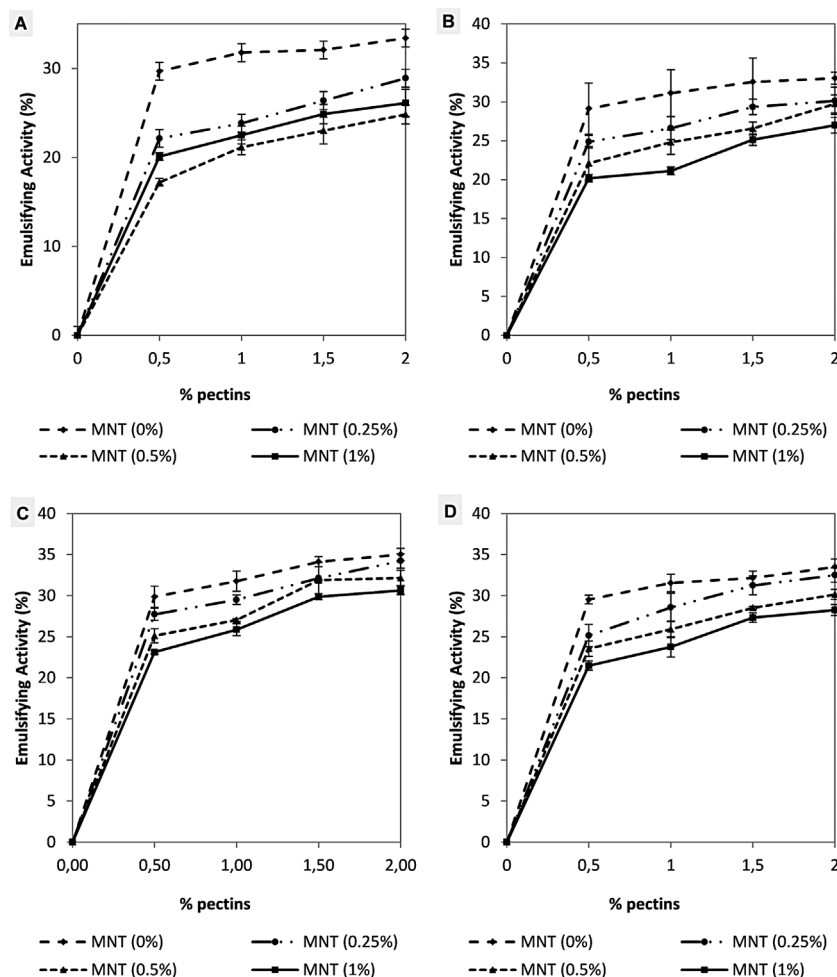 A
Emulsifying Activity (%)
30
20
10
0
0 0,5 1 1,5 2
% pectins
MNT (0%) MNT (0.25%)
MNT (0.5%) MNT (1%)
B
Emulsifying Activity (%)
40
35
30
25
20
15
10
5
0
0 0,5 1 1,5 2
% pectins
MNT (0%) MNT (0.25%)
MNT (0.5%) MNT (1%)
C
Emulsifying Activity (%)
40
35
30
25
20
15
10
5
0
0,00 0,50 1,00 1,50 2,00
% pectins
MNT (0%) MNT (0.25%)
MNT (0.5%) MNT (1%)
D
Emulsifying Activity (%)
40
35
30
25
20
15
10
5
0
0 0,5 1 1,5 2
% pectins
MNT (0%) MNT (0.25%)
MNT (0.5%) MNT (1%)